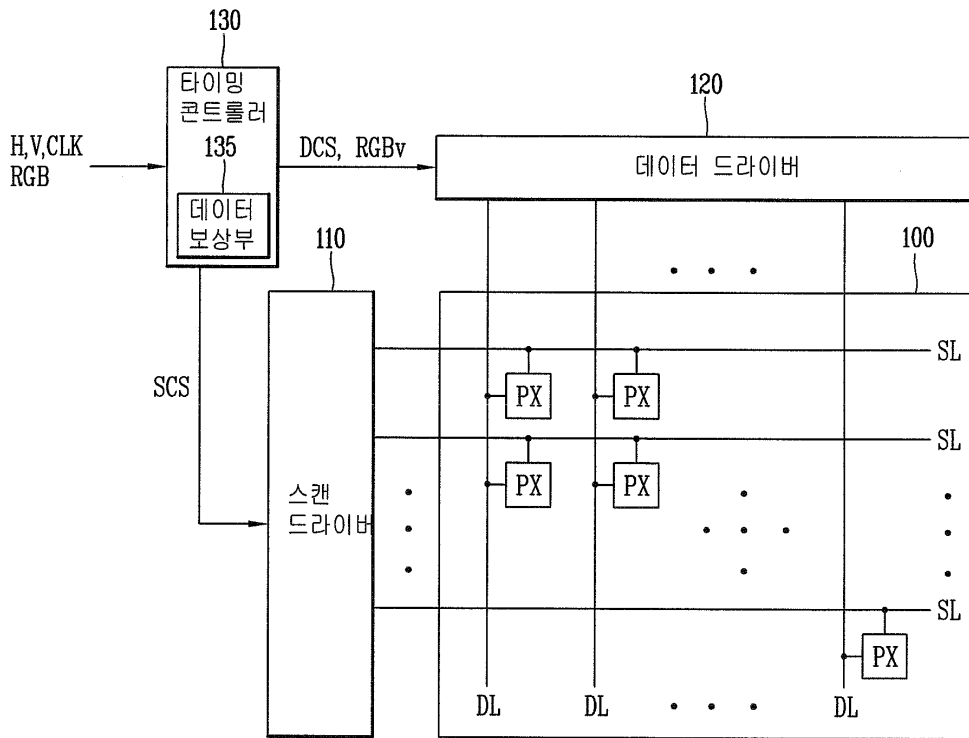 130
타이밍
콘트롤러
120
H,V,CLK
RGB
135
DCS, RGBv
데이터 드라이버
데이터
보상부
110
100
SL
SCS
PX
PX
SL
PX
PX
스캔
드라이버
SL
PX
DL
DL
DL